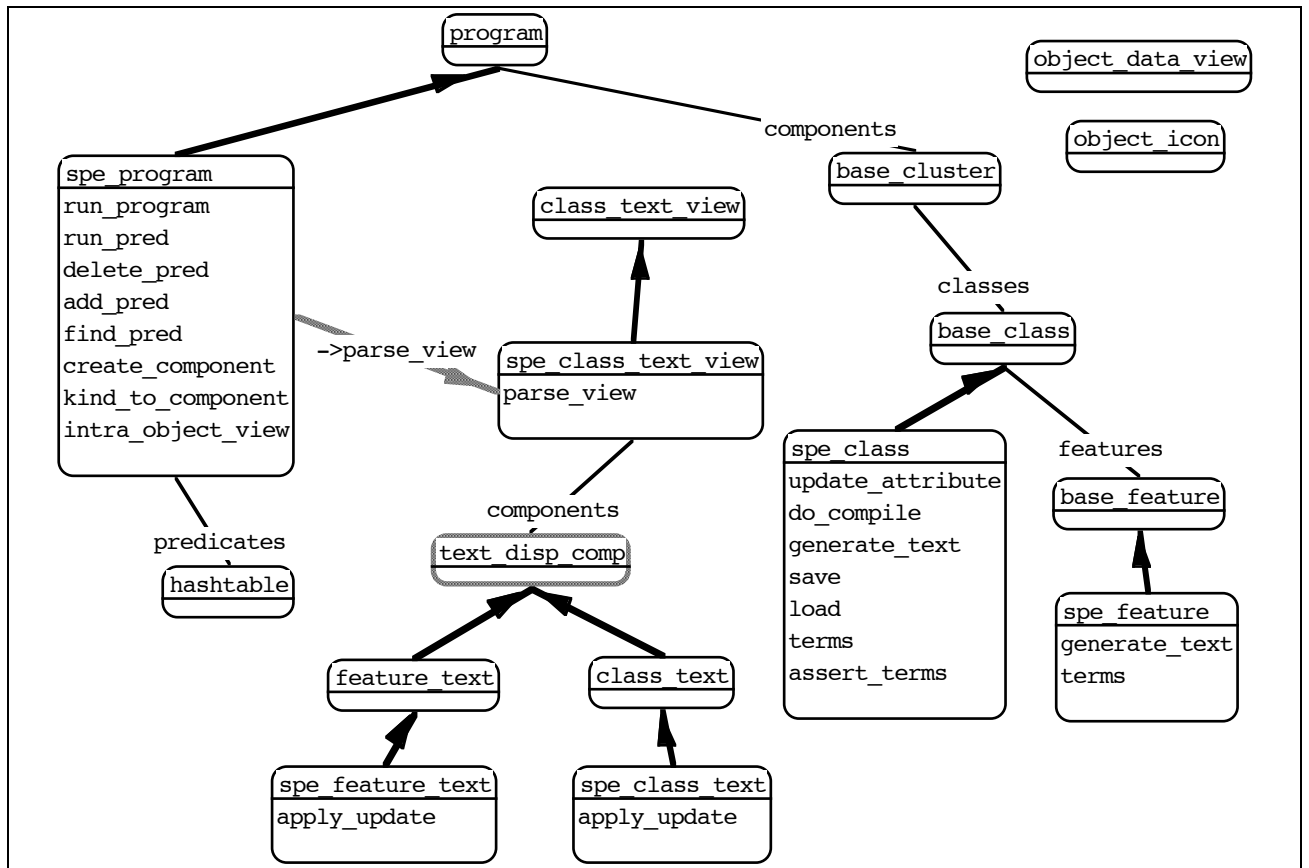 program
object_data_view
components
object_icon
spe_program
run_program
run_pred
delete_pred
add_pred
find_pred
create_component
kind_to_component
intra_object_view
class_text_view
base_cluster
classes
base_class
->parse_view
spe_class_text_view
parse_view
spe_class
update_attribute
do_compile
generate_text
save
load
terms
assert_terms
features
base_feature
components
text_disp_comp
predicates
hashtable
spe_feature
generate_text
terms
feature_text
class_text
spe_feature_text
apply_update
spe_class_text
apply_update